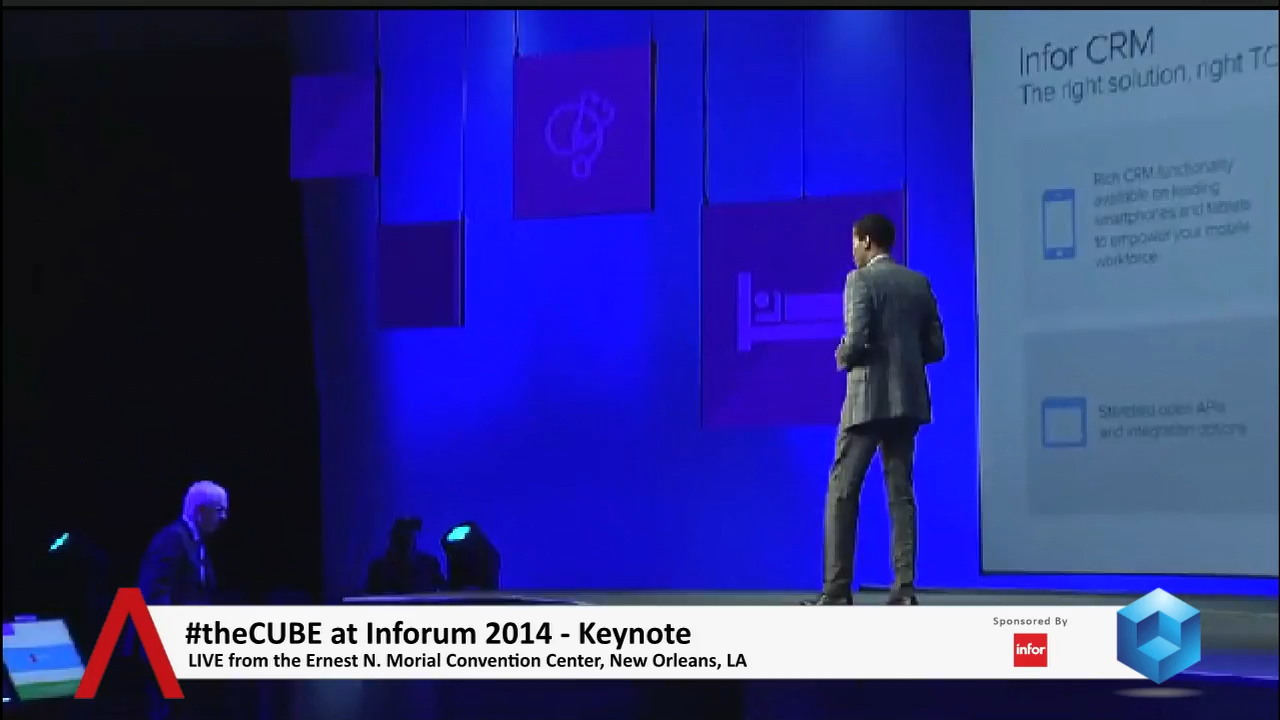 Infor CRM
The right solution, right TC
Rich CRM functionality
available on leading
smartphones and tablets
to empower your mobile
workforce
Standard open APIs
and integration options
#theCUBE at Inforum 2014 - Keynote
LIVE from the Ernest N. Morial Convention Center, New Orleans, LA
Sponsored By
infor